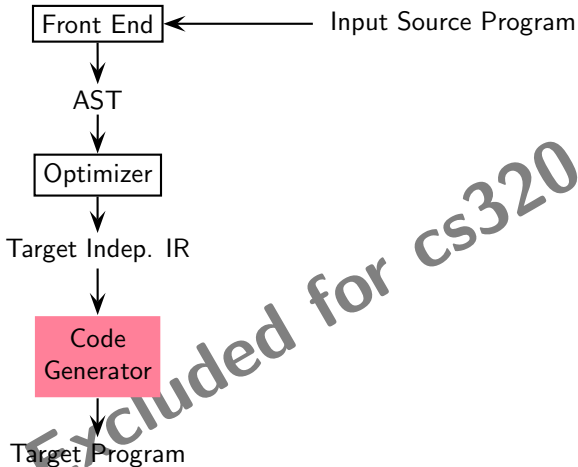 Front End
Input Source Program
AST
Optimizer
Target Indep. IR
Code
Generator
Target Program
Excluded for cs320